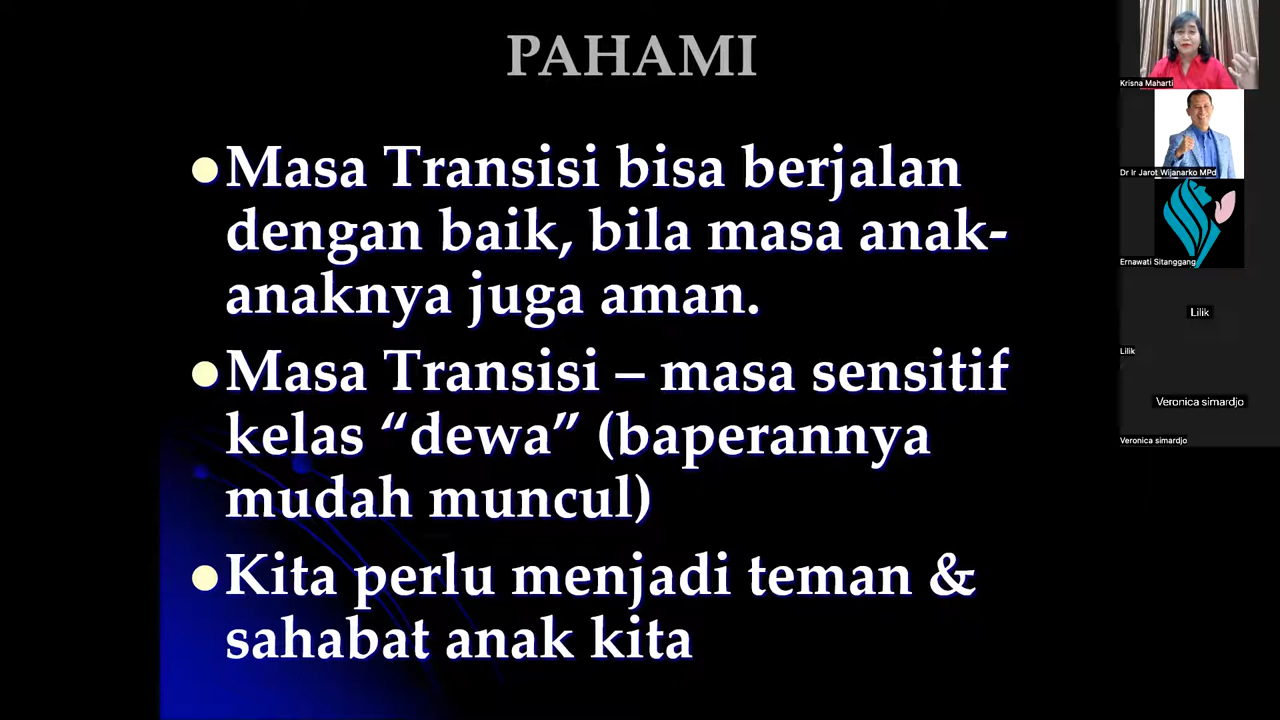 PAHAMI
Masa Transisi bisa berjalan
dengan baik, bila masa anak-
anaknya juga aman.
Masa Transisi – masa sensitif
kelas “dewa” (baperannya
mudah muncul)
Kita perlu menjadi teman &
sahabat anak kita
Krisna Maharti
Dr Ir Jarot Wijanarko MPd
Ernawati Sitanggang
Lilik
Lilik
Veronica simardjo
Veronica simardjo